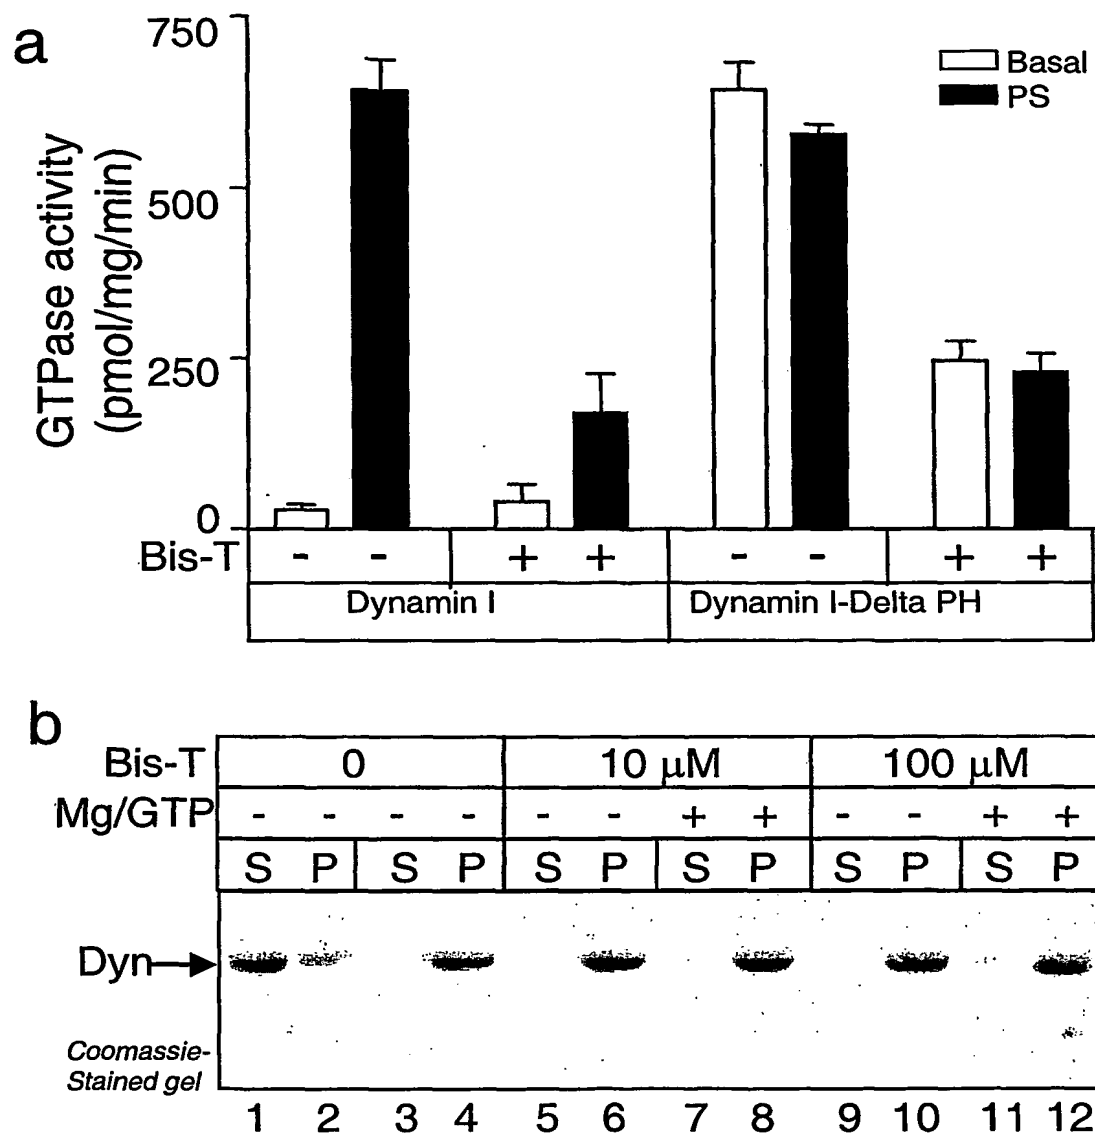 a
750
500
250
0
GTPase activity
(pmol/mg/min)
Basal
PS
Bis-T - - + + - - + +
Dynamin I Dynamin I-Delta PH
b
Bis-T 0 10 μM 100 μM
Mg/GTP - - - - - - + + - - + +
S P S P S P S P S P S P
Dyn
Coomassie-
Stained gel
1 2 3 4 5 6 7 8 9 10 11 12